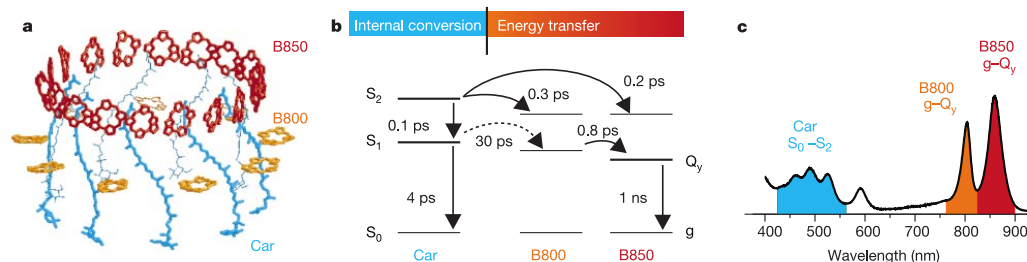 a
B850
B800
Car
b
Internal conversion
Energy transfer
S2
0.2 ps
0.3 ps
0.1 ps
S1
30 ps
0.8 ps
Qy
4 ps
1 ns
S0
g
Car
B800
B850
c
B850
g–Qy
B800
g–Qy
Car
S0 –S2
400 500 600 700 800 900
Wavelength (nm)